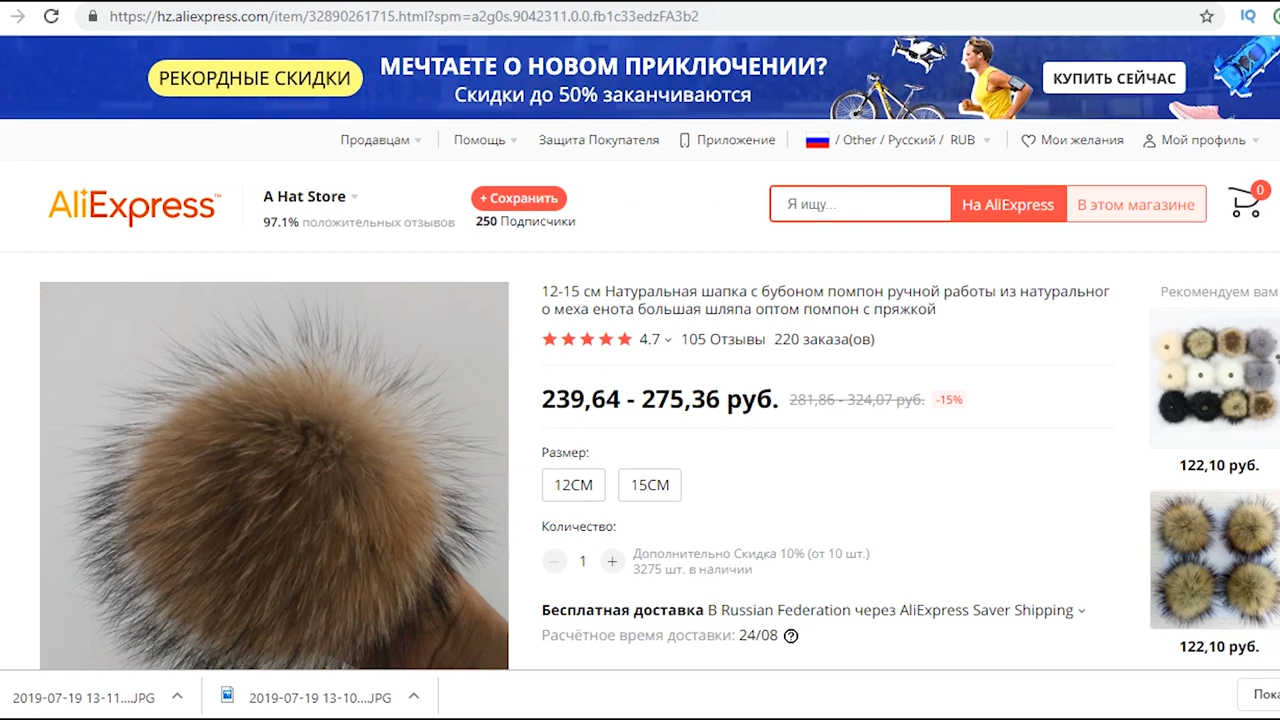 https://hz.aliexpress.com/item/32890261715.html?spm=a2g0s.9042311.0.0.fb1c33edzFA3b2
IQ
РЕКОРДНЫЕ СКИДКИ
МЕЧТАЕТЕ О НОВОМ ПРИКЛЮЧЕНИИ?
Скидки до 50% заканчиваются
КУПИТЬ СЕЙЧАС
Продавцам
Помощь
Защита Покупателя
Приложение
/ Other / Русский / RUB
Мои желания
Мой профиль
AliExpress™
A Hat Store
97.1% положительных отзывов
+ Сохранить
250 Подписчики
Я ищу...
На AliExpress
В этом магазине
0
12-15 см Натуральная шапка с бубоном помпон ручной работы из натуральног
о меха енота большая шляпа оптом помпон с пряжкой
4.7
105 Отзывы
220 заказа(ов)
239,64 - 275,36 руб.
281,86 - 324,07 руб.
-15%
Размер:
12CM
15CM
Количество:
1
Дополнительно Скидка 10% (от 10 шт.)
3275 шт. в наличии
Бесплатная доставка В Russian Federation через AliExpress Saver Shipping
Расчётное время доставки: 24/08
Рекомендуем вам
122,10 руб.
122,10 руб.
2019-07-19 13-11....JPG
2019-07-19 13-10....JPG
Пока